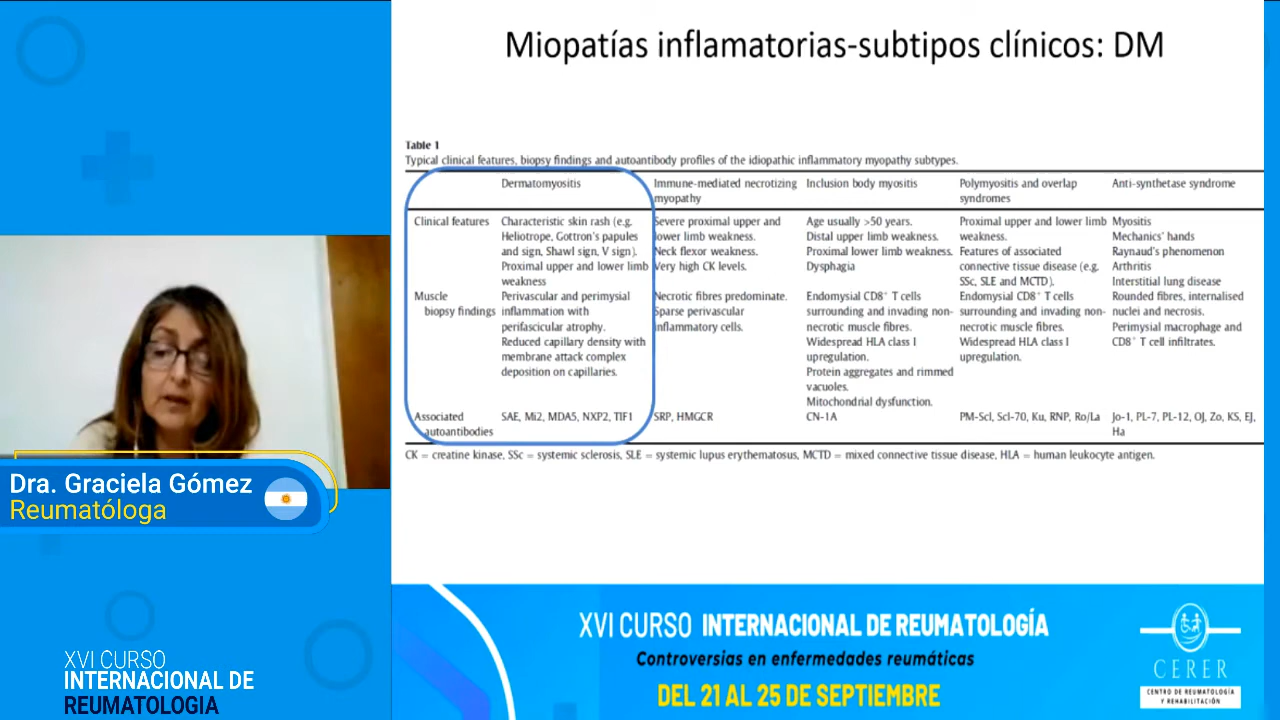 Miopatías inflamatorias-subtipos clínicos: DM
Table 1
Typical clinical features, biopsy findings and autoantibody profiles of the idiopathic inflammatory myopathy subtypes.
Dermatomyositis
Immune-mediated necrotizing
myopathy
Inclusion body myositis
Polymyositis and overlap
syndromes
Anti-synthetase syndrome
Clinical features
Characteristic skin rash (e.g.
Heliotrope, Gottron's papules
and sign, Shawl sign, V sign).
Proximal upper and lower limb
weakness
Severe proximal upper and
lower limb weakness.
Neck flexor weakness.
Very high CK levels.
Age usually >50 years.
Distal upper limb weakness.
Proximal lower limb weakness.
Dysphagia
Proximal upper and lower limb
weakness.
Features of associated
connective tissue disease (e.g.
SSc, SLE and MCTD).
Myositis
Mechanics' hands
Raynaud's phenomenon
Arthritis
Interstitial lung disease
Muscle
biopsy findings
Perivascular and perimysial
inflammation with
perifascicular atrophy.
Reduced capillary density with
membrane attack complex
deposition on capillaries.
Necrotic fibres predominate.
Sparse perivascular
inflammatory cells.
Endomysial CD8⁺ T cells
surrounding and invading non-
necrotic muscle fibres.
Widespread HLA class I
upregulation.
Protein aggregates and rimmed
vacuoles.
Mitochondrial dysfunction.
Endomysial CD8⁺ T cells
surrounding and invading non-
necrotic muscle fibres.
Widespread HLA class I
upregulation.
Rounded fibres, internalised
nuclei and necrosis.
Perimysial macrophage and
CD8⁺ T cell infiltrates.
Associated
autoantibodies
SAE, Mi2, MDA5, NXP2, TIF1
SRP, HMGCR
CN-1A
PM-Scl, Scl-70, Ku, RNP, Ro/La
Jo-1, PL-7, PL-12, OJ, Zo, KS, EJ,
Ha
CK = creatine kinase, SSc = systemic sclerosis, SLE = systemic lupus erythematosus, MCTD = mixed connective tissue disease, HLA = human leukocyte antigen.
Dra. Graciela Gómez
Reumatóloga
XVI CURSO
INTERNACIONAL DE
REUMATOLOGIA
XVI CURSO INTERNACIONAL DE REUMATOLOGÍA
Controversias en enfermedades reumáticas
DEL 21 AL 25 DE SEPTIEMBRE
CERER
CENTRO DE REUMATOLOGÍA
Y REHABILITACIÓN